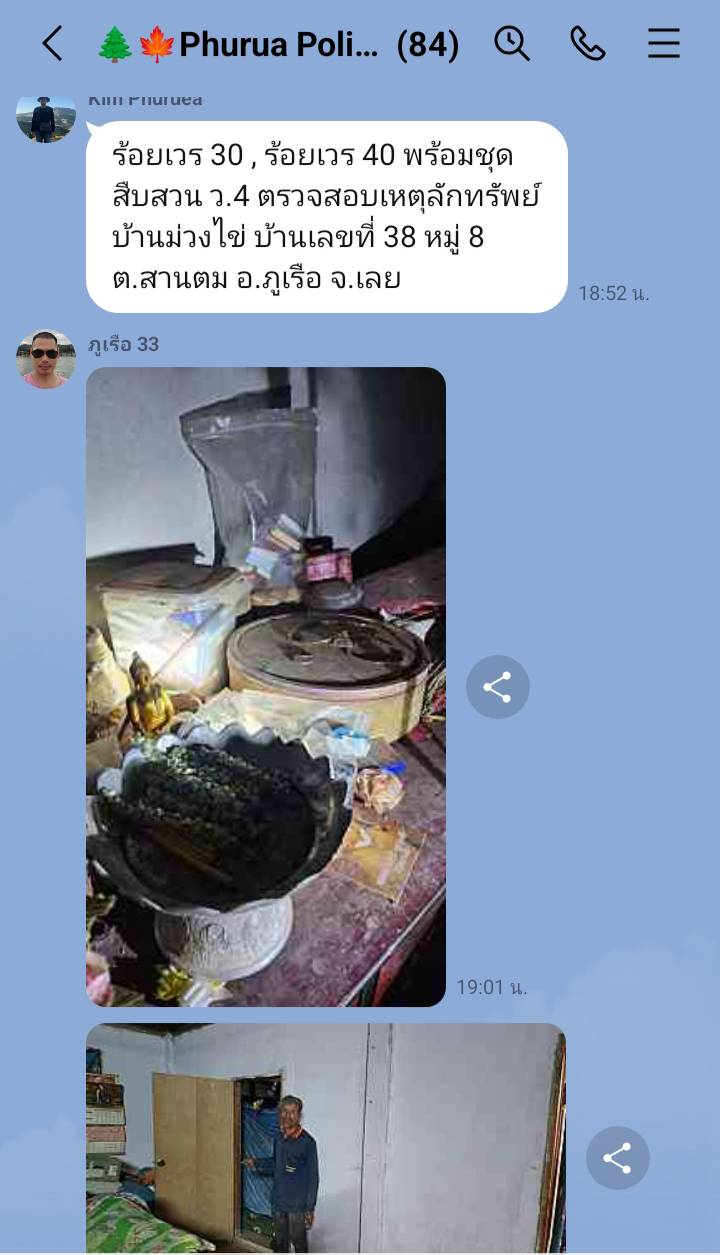 🌲🍁Phurua Poli... (84)
Kim Phuruea
ร้อยเวร 30 , ร้อยเวร 40 พร้อมชุด
สืบสวน ว.4 ตรวจสอบเหตุลักทรัพย์
บ้านม่วงไข่ บ้านเลขที่ 38 หมู่ 8
ต.สานตม อ.ภูเรือ จ.เลย
18:52 น.
ภูเรือ 33
19:01 น.